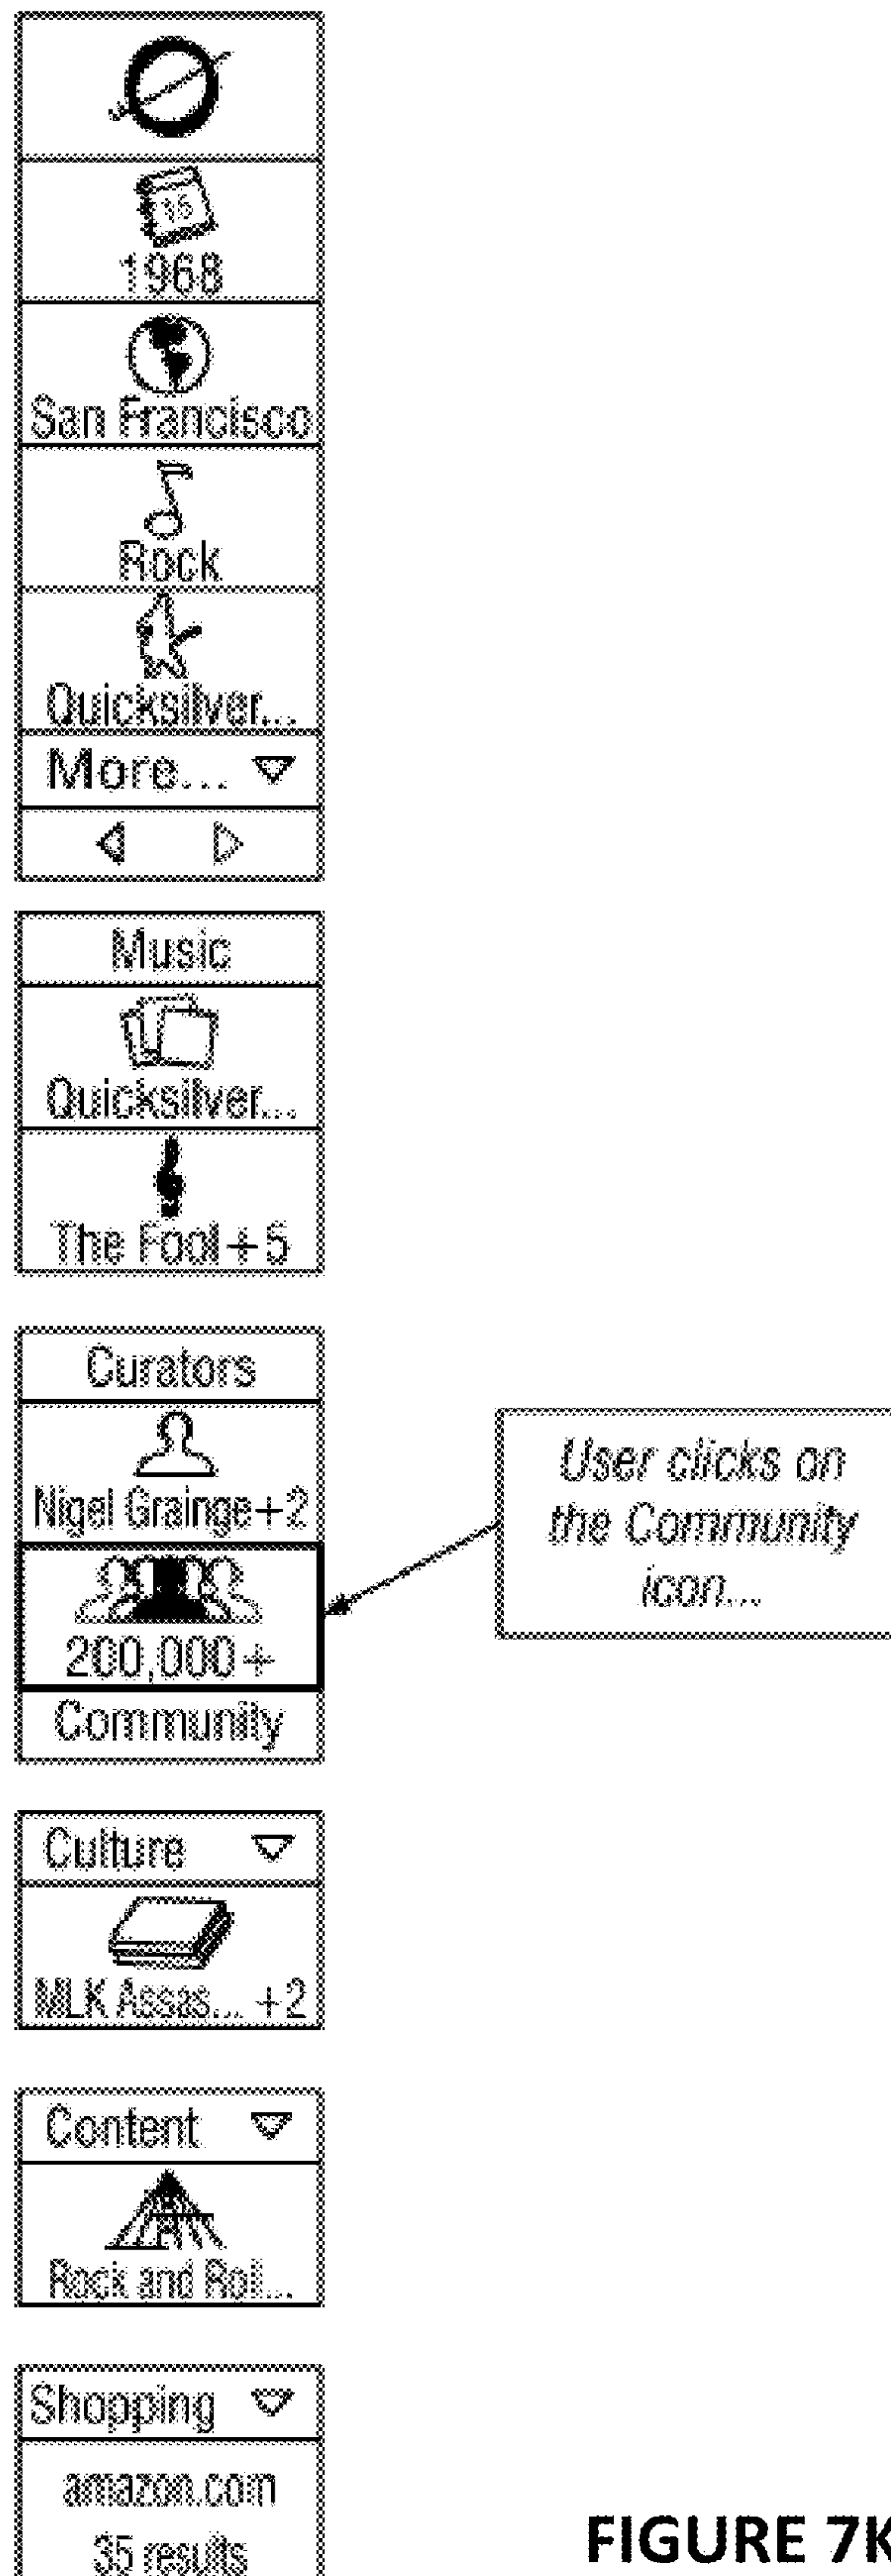 15
1968
San Francisco
Rock
Quicksilver...
More...
Music
Quicksilver...
The Fool +5
Curators
Nigel Grainge+2
User clicks on
the Community
icon...
200,000+
Community
Culture
MLK Assas... +2
Content
Rock and Roll...
Shopping
amazon.com
35 results
FIGURE 7K